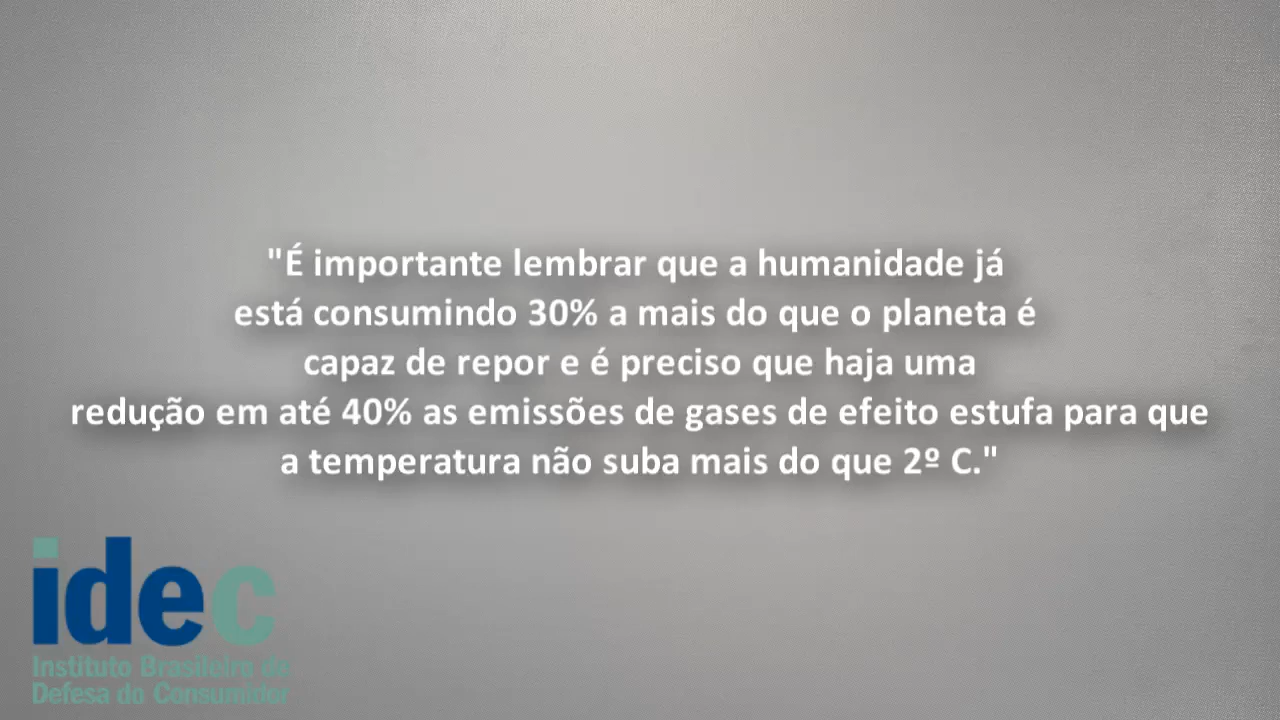 "É importante lembrar que a humanidade já
está consumindo 30% a mais do que o planeta é
capaz de repor e é preciso que haja uma
redução em até 40% as emissões de gases de efeito estufa para que
a temperatura não suba mais do que 2º C."
idec
Instituto Brasileiro de
Defesa do Consumidor